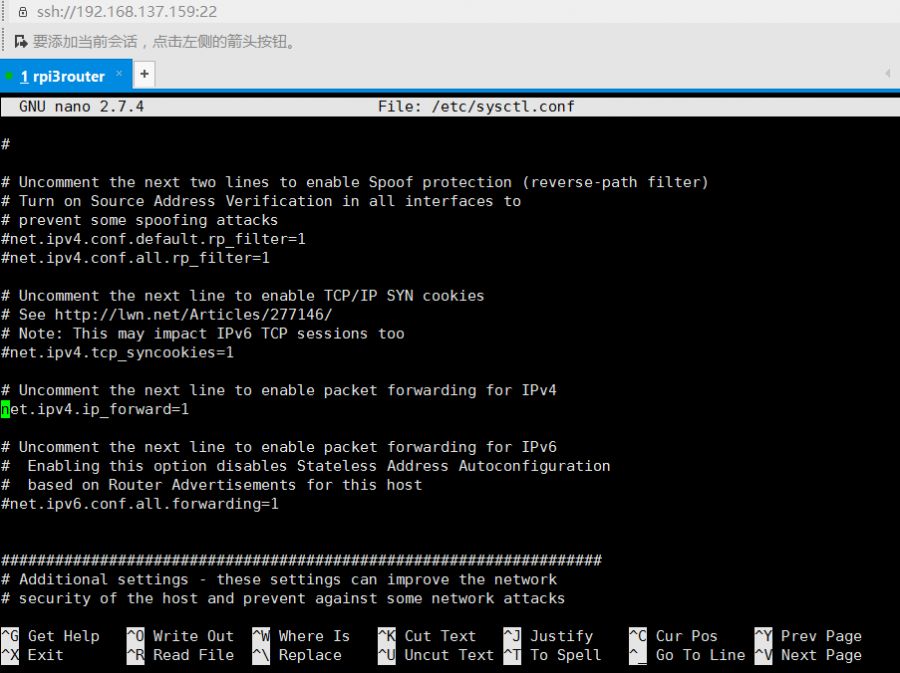 ssh://192.168.137.159:22
要添加当前会话，点击左侧的箭头按钮。
1 rpi3router × +
GNU nano 2.7.4 File: /etc/sysctl.conf
#
# Uncomment the next two lines to enable Spoof protection (reverse-path filter)
# Turn on Source Address Verification in all interfaces to
# prevent some spoofing attacks
#net.ipv4.conf.default.rp_filter=1
#net.ipv4.conf.all.rp_filter=1
# Uncomment the next line to enable TCP/IP SYN cookies
# See http://lwn.net/Articles/277146/
# Note: This may impact IPv6 TCP sessions too
#net.ipv4.tcp_syncookies=1
# Uncomment the next line to enable packet forwarding for IPv4
net.ipv4.ip_forward=1
# Uncomment the next line to enable packet forwarding for IPv6
#  Enabling this option disables Stateless Address Autoconfiguration
#  based on Router Advertisements for this host
#net.ipv6.conf.all.forwarding=1
###################################################################
# Additional settings - these settings can improve the network
# security of the host and prevent against some network attacks
^G Get Help ^O Write Out ^W Where Is ^K Cut Text ^J Justify ^C Cur Pos ^Y Prev Page
^X Exit ^R Read File ^\ Replace ^U Uncut Text ^T To Spell ^_ Go To Line ^V Next Page